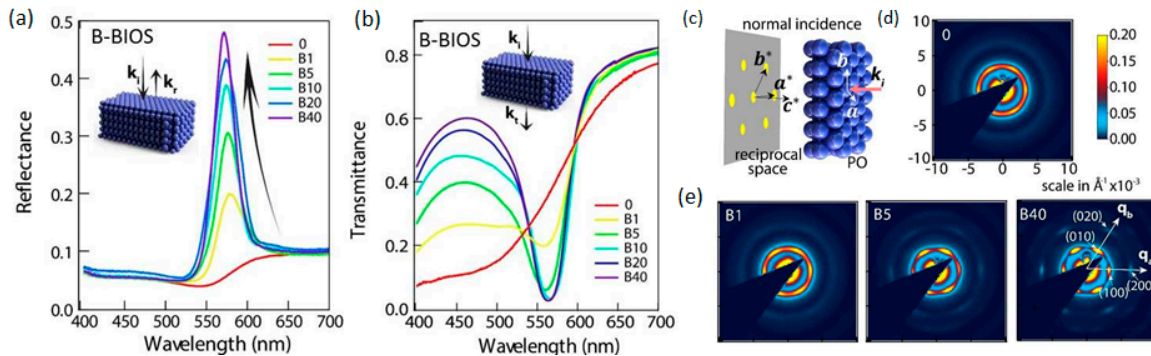 (a)
B-BIOS
Reflectance
0.5
0.4
0.3
0.2
0.1
0.0
400 450 500 550 600 650 700
Wavelength (nm)
k_i k_r
0
B1
B5
B10
B20
B40
(b)
B-BIOS
Transmittance
0.8
0.6
0.4
0.2
0.0
400 450 500 550 600 650 700
Wavelength (nm)
k_i
k_t
0
B1
B5
B10
B20
B40
(c)
normal incidence
b*
a*
c*
b
a
k_i
reciprocal
space
PO
(d)
0
10
5
0
-5
-10
-10 -5 0 5 10
0.20
0.15
0.10
0.05
0.00
scale in Å⁻¹ x10⁻³
(e)
B1
B5
B40
(020) q_b
(010)
q_a
(200)
(100)